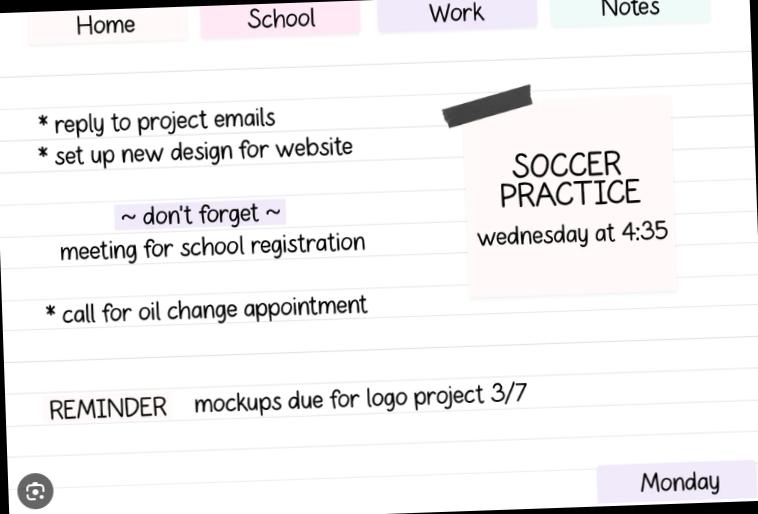 Home
School
Work
Notes
* reply to project emails
* set up new design for website
~ don't forget ~
meeting for school registration
* call for oil change appointment
REMINDER mockups due for logo project 3/7
SOCCER
PRACTICE
wednesday at 4:35
Monday